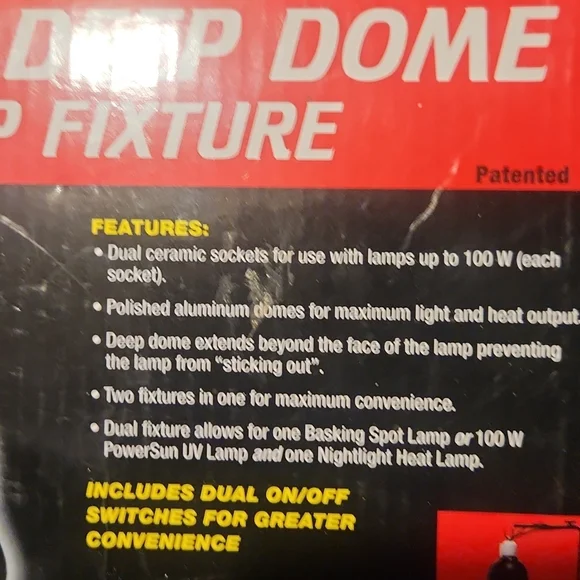 DEEP DOME
P FIXTURE
Patented
FEATURES:
• Dual ceramic sockets for use with lamps up to 100 W (each
socket).
• Polished aluminum domes for maximum light and heat output
• Deep dome extends beyond the face of the lamp preventing
the lamp from "sticking out".
• Two fixtures in one for maximum convenience.
• Dual fixture allows for one Basking Spot Lamp or 100 W
PowerSun UV Lamp and one Nightlight Heat Lamp.
INCLUDES DUAL ON/OFF
SWITCHES FOR GREATER
CONVENIENCE